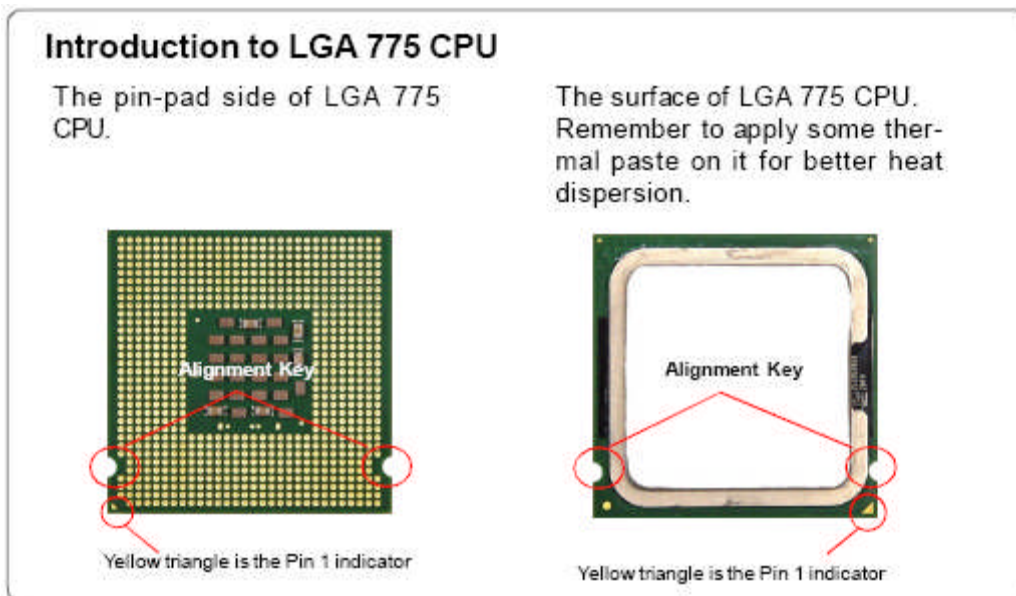 Introduction to LGA 775 CPU
The pin-pad side of LGA 775
CPU.
The surface of LGA 775 CPU.
Remember to apply some ther-
mal paste on it for better heat
dispersion.
Alignment Key
Alignment Key
Yellow triangle is the Pin 1 indicator
Yellow triangle is the Pin 1 indicator